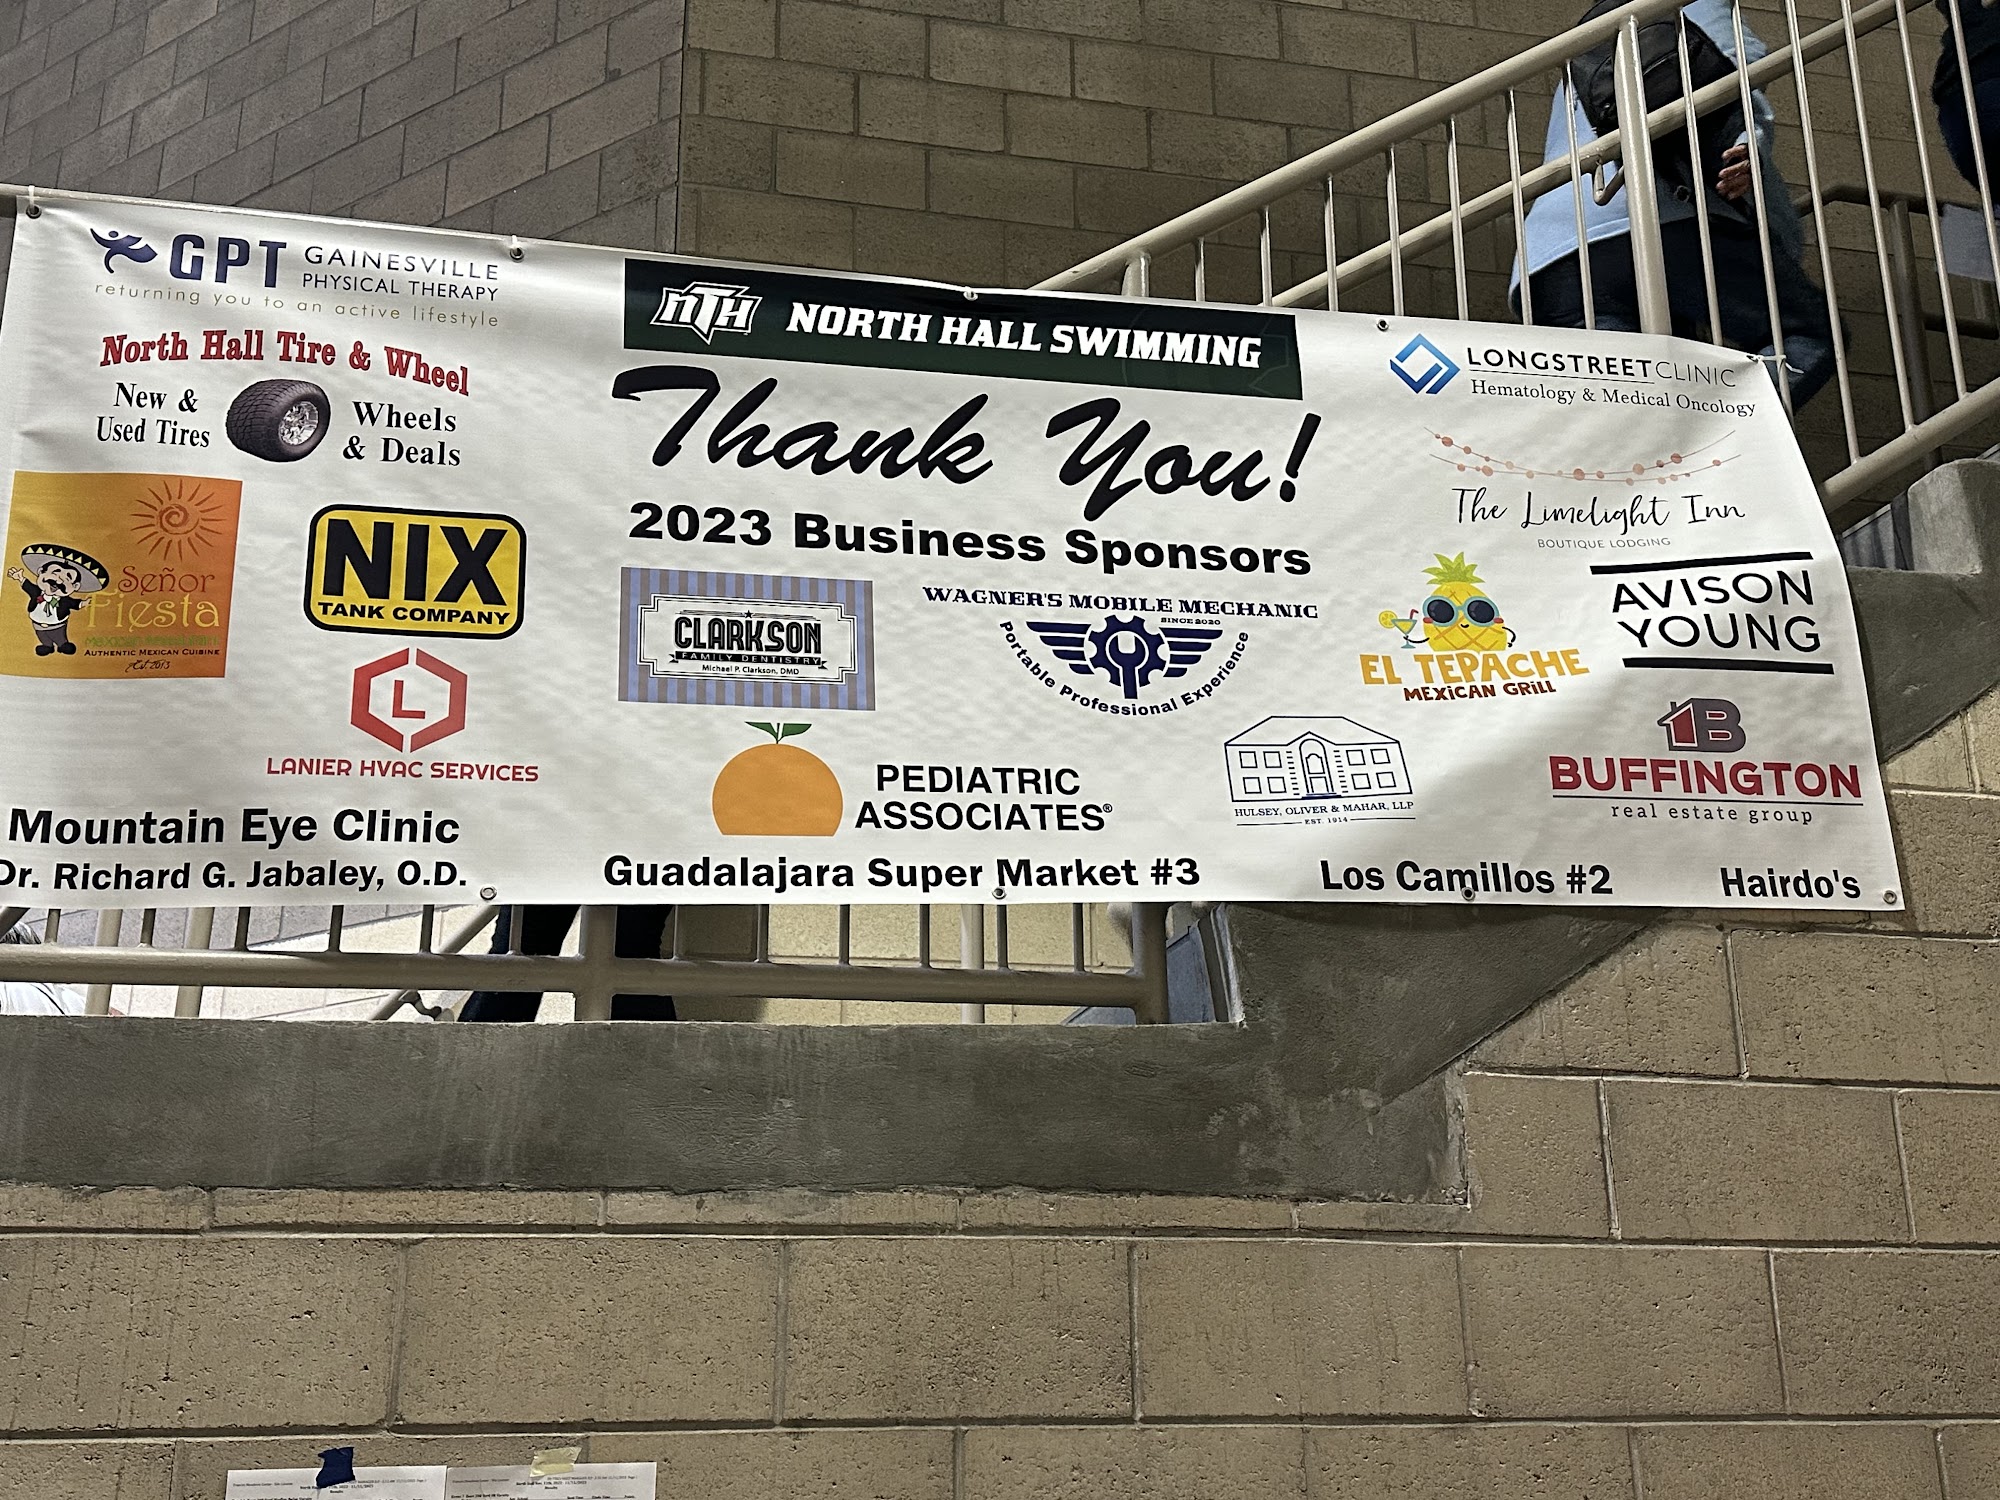 GPT GAINESVILLE
PHYSICAL THERAPY
returning you to an active lifestyle
North Hall Tire & Wheel
New &
Used Tires
Wheels
& Deals
Señor
Fiesta
AUTHENTIC MEXICAN CUISINE
Est. 2013
NIX
TANK COMPANY
L
LANIER HVAC SERVICES
Mountain Eye Clinic
Dr. Richard G. Jabaley, O.D.
NTH NORTH HALL SWIMMING
Thank You!
2023 Business Sponsors
CLARKSON
FAMILY DENTISTRY
Michael P. Clarkson, DMD
WAGNER'S MOBILE MECHANIC
SINCE 2020
Portable Professional Experience
PEDIATRIC
ASSOCIATES®
Guadalajara Super Market #3
LONGSTREET CLINIC
Hematology & Medical Oncology
The Limelight Inn
BOUTIQUE LODGING
EL TEPACHE
MEXICAN GRILL
AVISON
YOUNG
HULSEY, OLIVER & MAHAR, LLP
EST. 1914
B
BUFFINGTON
real estate group
Los Camillos #2
Hairdo's